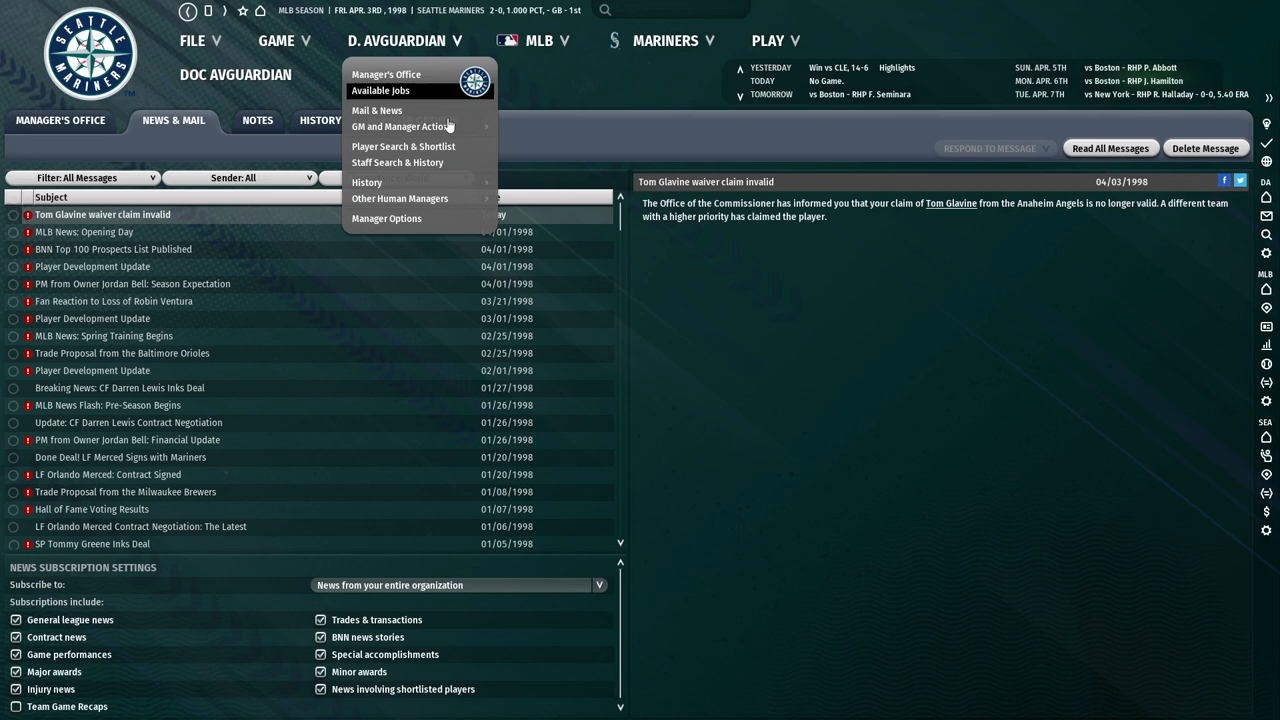 MLB SEASON | FRI. APR. 3RD , 1998 | SEATTLE MARINERS 2-0, 1.000 PCT, - GB - 1st
SEATTLE MARINERS TM
FILE GAME D. AVGUARDIAN MLB MARINERS PLAY
DOC AVGUARDIAN
YESTERDAY Win vs CLE, 14-6 Highlights SUN. APR. 5TH vs Boston - RHP P. Abbott
TODAY No Game. MON. APR. 6TH vs Boston - RHP J. Hamilton
TOMORROW vs Boston - RHP F. Seminara TUE. APR. 7TH vs New York - RHP R. Halladay - 0-0, 5.40 ERA
Manager's Office
Available Jobs
Mail & News
GM and Manager Actio
Player Search & Shortlist
Staff Search & History
History
Other Human Managers
Manager Options
MANAGER'S OFFICE NEWS & MAIL NOTES HISTORY
RESPOND TO MESSAGE Read All Messages Delete Message
Filter: All Messages Sender: All
Subject
Tom Glavine waiver claim invalid
MLB News: Opening Day 04/01/1998
BNN Top 100 Prospects List Published 04/01/1998
Player Development Update 04/01/1998
PM from Owner Jordan Bell: Season Expectation 04/01/1998
Fan Reaction to Loss of Robin Ventura 03/21/1998
Player Development Update 03/01/1998
MLB News: Spring Training Begins 02/25/1998
Trade Proposal from the Baltimore Orioles 02/25/1998
Player Development Update 02/01/1998
Breaking News: CF Darren Lewis Inks Deal 01/27/1998
MLB News Flash: Pre-Season Begins 01/26/1998
Update: CF Darren Lewis Contract Negotiation 01/26/1998
PM from Owner Jordan Bell: Financial Update 01/26/1998
Done Deal! LF Merced Signs with Mariners 01/20/1998
LF Orlando Merced: Contract Signed 01/20/1998
Trade Proposal from the Milwaukee Brewers 01/08/1998
Hall of Fame Voting Results 01/07/1998
LF Orlando Merced Contract Negotiation: The Latest 01/06/1998
SP Tommy Greene Inks Deal 01/05/1998
Tom Glavine waiver claim invalid 04/03/1998
The Office of the Commissioner has informed you that your claim of Tom Glavine from the Anaheim Angels is no longer valid. A different team
with a higher priority has claimed the player.
NEWS SUBSCRIPTION SETTINGS
Subscribe to: News from your entire organization
Subscriptions include:
General league news Trades & transactions
Contract news BNN news stories
Game performances Special accomplishments
Major awards Minor awards
Injury news News involving shortlisted players
Team Game Recaps
DA
MLB
SEA